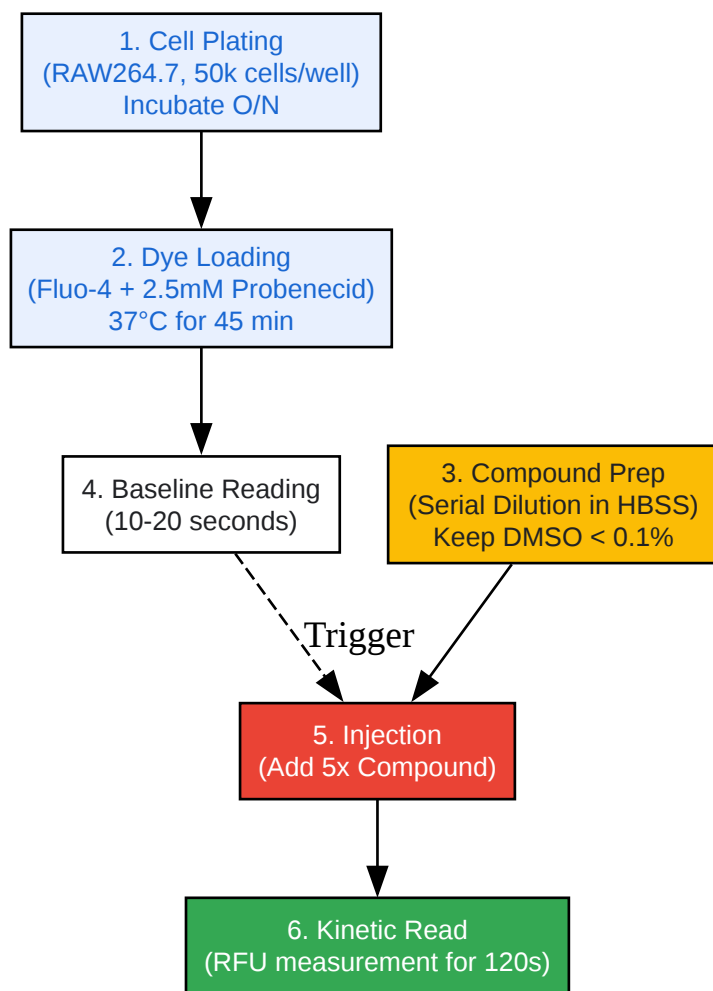 1. Cell Plating
(RAW264.7, 50k cells/well)
Incubate O/N
2. Dye Loading
(Fluo-4 + 2.5mM Probenecid)
37°C for 45 min
4. Baseline Reading
(10-20 seconds)
3. Compound Prep
(Serial Dilution in HBSS)
Keep DMSO < 0.1%
Trigger
5. Injection
(Add 5x Compound)
6. Kinetic Read
(RFU measurement for 120s)